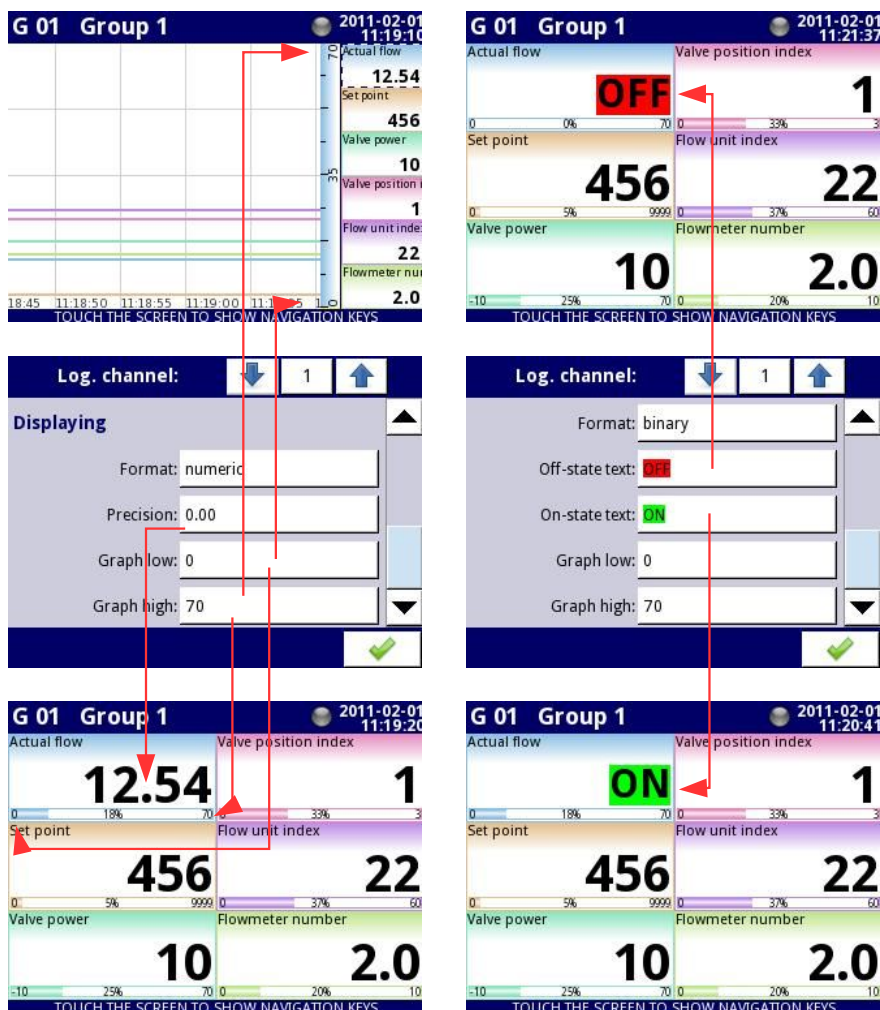 G 01 Group 1 2011-02-01
11:19:10
70 Actual flow
12.54
Set point
456
Valve power
10
35
Valve position i
1
Flow unit inde
22
Flowmeter nu
2.0
0
18:45 11:18:50 11:18:55 11:19:00
TOUCH THE SCREEN TO SHOW NAVIGATION KEYS
G 01 Group 1 2011-02-01
11:21:37
Actual flow Valve position index
OFF 1
0 0% 70 0 33% 3
Set point Flow unit index
456 22
0 5% 9999 0 37% 60
Valve power Flowmeter number
10 2.0
-10 25% 70 0 20% 10
TOUCH THE SCREEN TO SHOW NAVIGATION KEYS
Log. channel: 1
Displaying
Format: numeric
Precision: 0.00
Graph low: 0
Graph high: 70
Log. channel: 1
Format: binary
Off-state text: OFF
On-state text: ON
Graph low: 0
Graph high: 70
G 01 Group 1 2011-02-01
11:19:20
Actual flow Valve position index
12.54 1
0 18% 70 0 33% 3
Set point Flow unit index
456 22
0 5% 9999 0 37% 60
Valve power Flowmeter number
10 2.0
-10 25% 70 0 20% 10
TOUCH THE SCREEN TO SHOW NAVIGATION KEYS
G 01 Group 1 2011-02-01
11:20:41
Actual flow Valve position index
ON 1
0 18% 70 0 33% 3
Set point Flow unit index
456 22
0 5% 9999 0 37% 60
Valve power Flowmeter number
10 2.0
-10 25% 70 0 20% 10
TOUCH THE SCREEN TO SHOW NAVIGATION KEYS